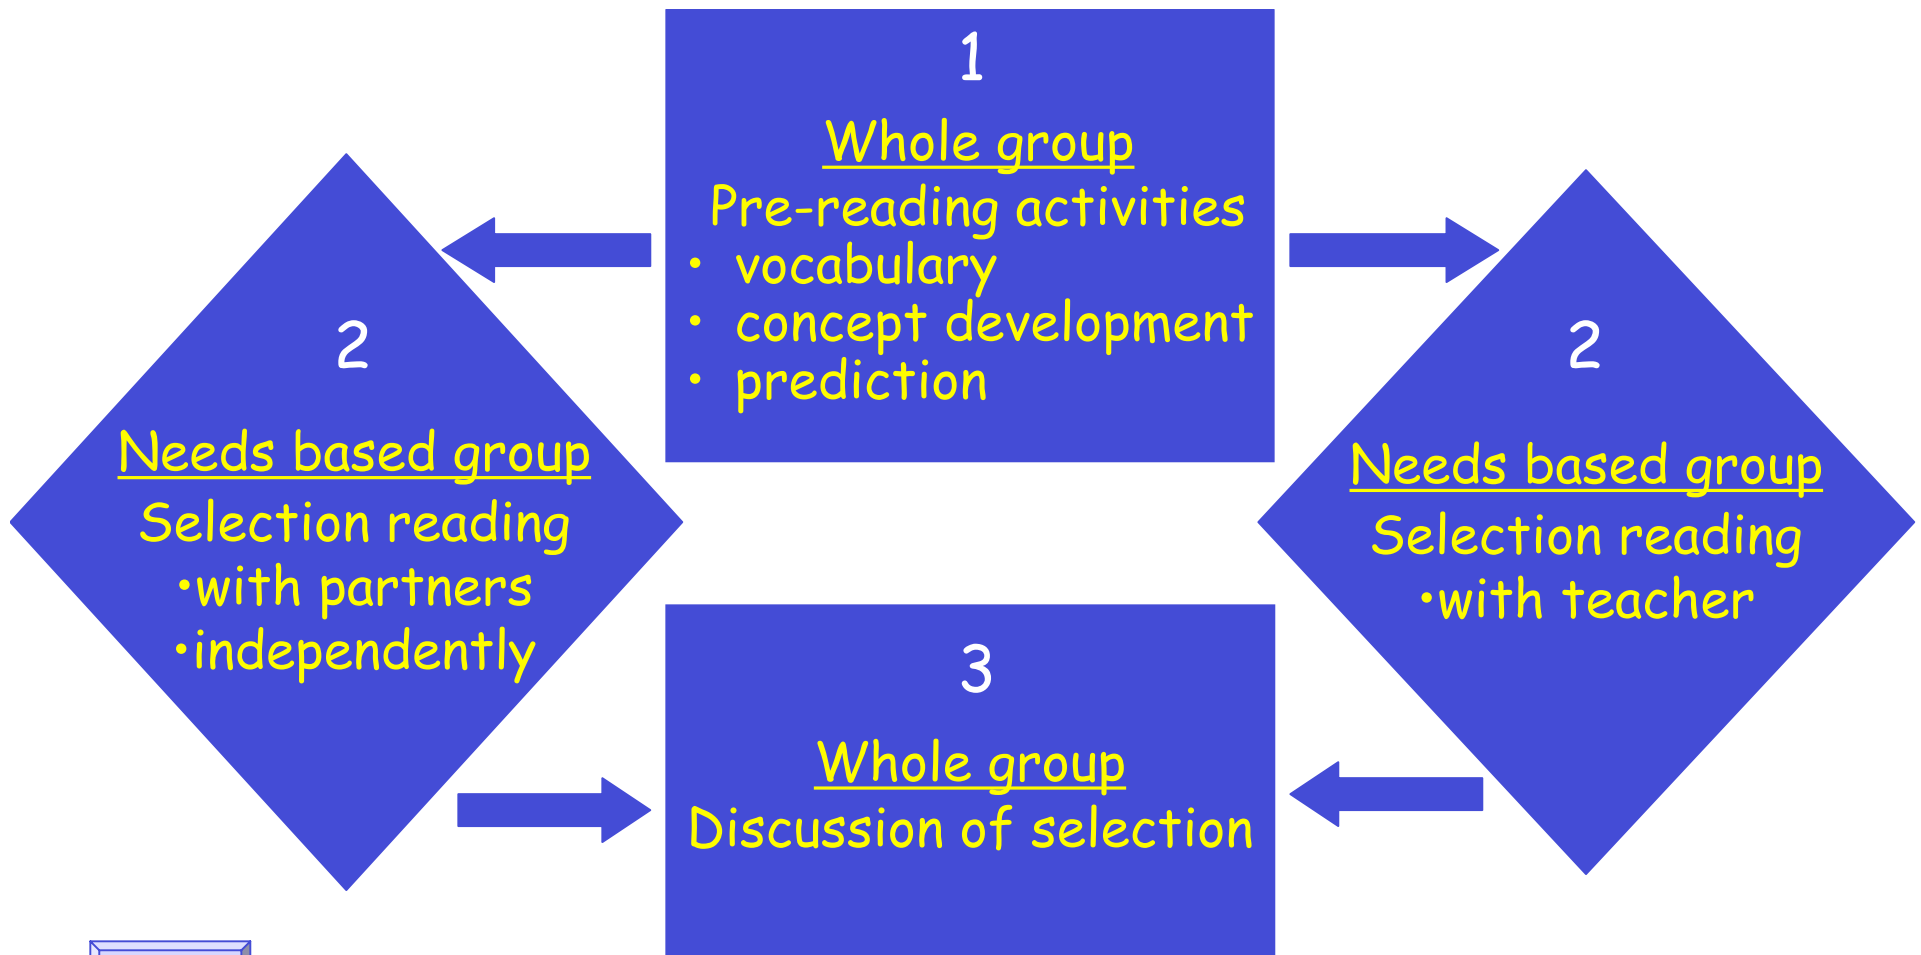 1
Whole group
Pre-reading activities
• vocabulary
• concept development
• prediction
2
Needs based group
Selection reading
•with partners
•independently
2
Needs based group
Selection reading
•with teacher
3
Whole group
Discussion of selection